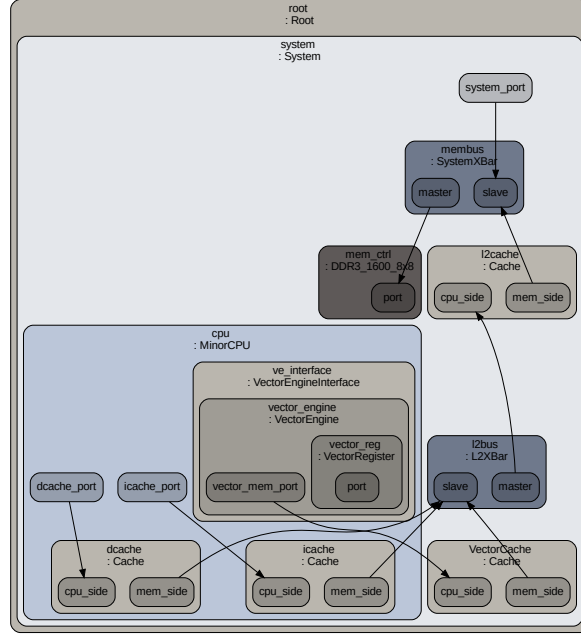 root
: Root
system
: System
system_port
membus
: SystemXBar
master
slave
mem_ctrl
: DDR3_1600_8x8
port
l2cache
: Cache
cpu_side
mem_side
cpu
: MinorCPU
ve_interface
: VectorEngineInterface
vector_engine
: VectorEngine
vector_reg
: VectorRegister
port
dcache_port
icache_port
vector_mem_port
l2bus
: L2XBar
slave
master
dcache
: Cache
cpu_side
mem_side
icache
: Cache
cpu_side
mem_side
VectorCache
: Cache
cpu_side
mem_side